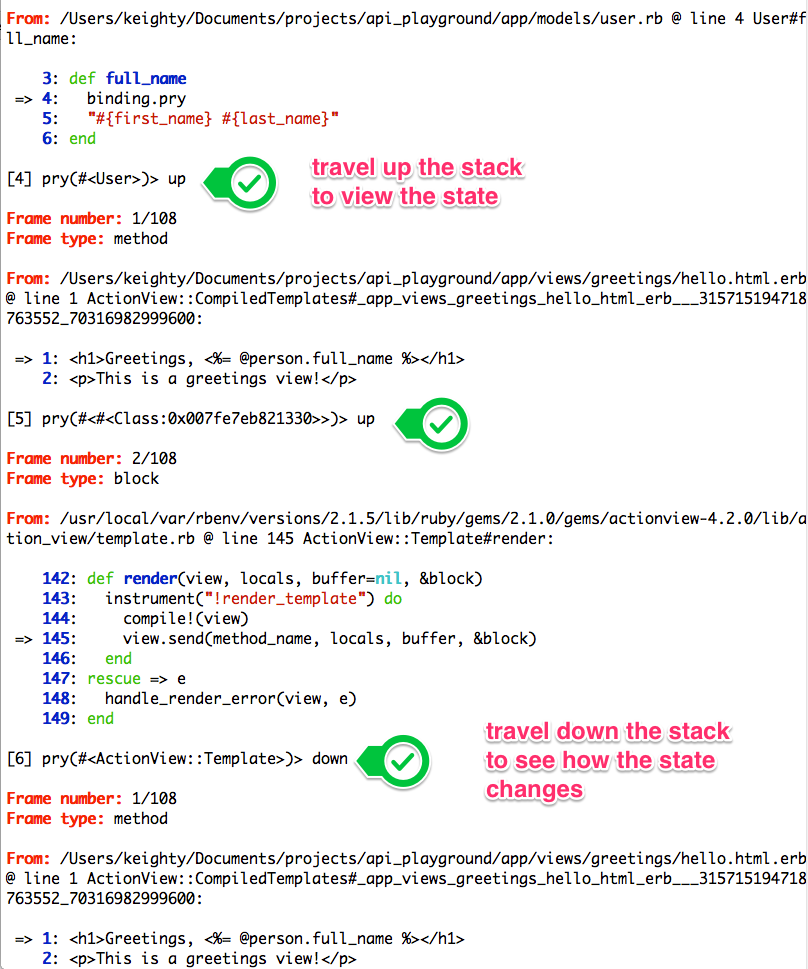 From: /Users/keighty/Documents/projects/api_playground/app/models/user.rb @ line 4 User#f
ll_name:
3: def full_name
=> 4:   binding.pry
5:   "#{first_name} #{last_name}"
6: end
[4] pry(#<User>)> up
travel up the stack
to view the state
Frame number: 1/108
Frame type: method
From: /Users/keighty/Documents/projects/api_playground/app/views/greetings/hello.html.erb
@ line 1 ActionView::CompiledTemplates#_app_views_greetings_hello_html_erb___315715194718
763552_70316982999600:
=> 1: <h1>Greetings, <%= @person.full_name %></h1>
2: <p>This is a greetings view!</p>
[5] pry(#<#<Class:0x007fe7eb821330>>)> up
Frame number: 2/108
Frame type: block
From: /usr/local/var/rbenv/versions/2.1.5/lib/ruby/gems/2.1.0/gems/actionview-4.2.0/lib/a
tion_view/template.rb @ line 145 ActionView::Template#render:
142: def render(view, locals, buffer=nil, &block)
143:   instrument("!render_template") do
144:     compile!(view)
=> 145:     view.send(method_name, locals, buffer, &block)
146:   end
147: rescue => e
148:   handle_render_error(view, e)
149: end
[6] pry(#<ActionView::Template>)> down
travel down the stack
to see how the state
changes
Frame number: 1/108
Frame type: method
From: /Users/keighty/Documents/projects/api_playground/app/views/greetings/hello.html.erb
@ line 1 ActionView::CompiledTemplates#_app_views_greetings_hello_html_erb___315715194718
763552_70316982999600:
=> 1: <h1>Greetings, <%= @person.full_name %></h1>
2: <p>This is a greetings view!</p>